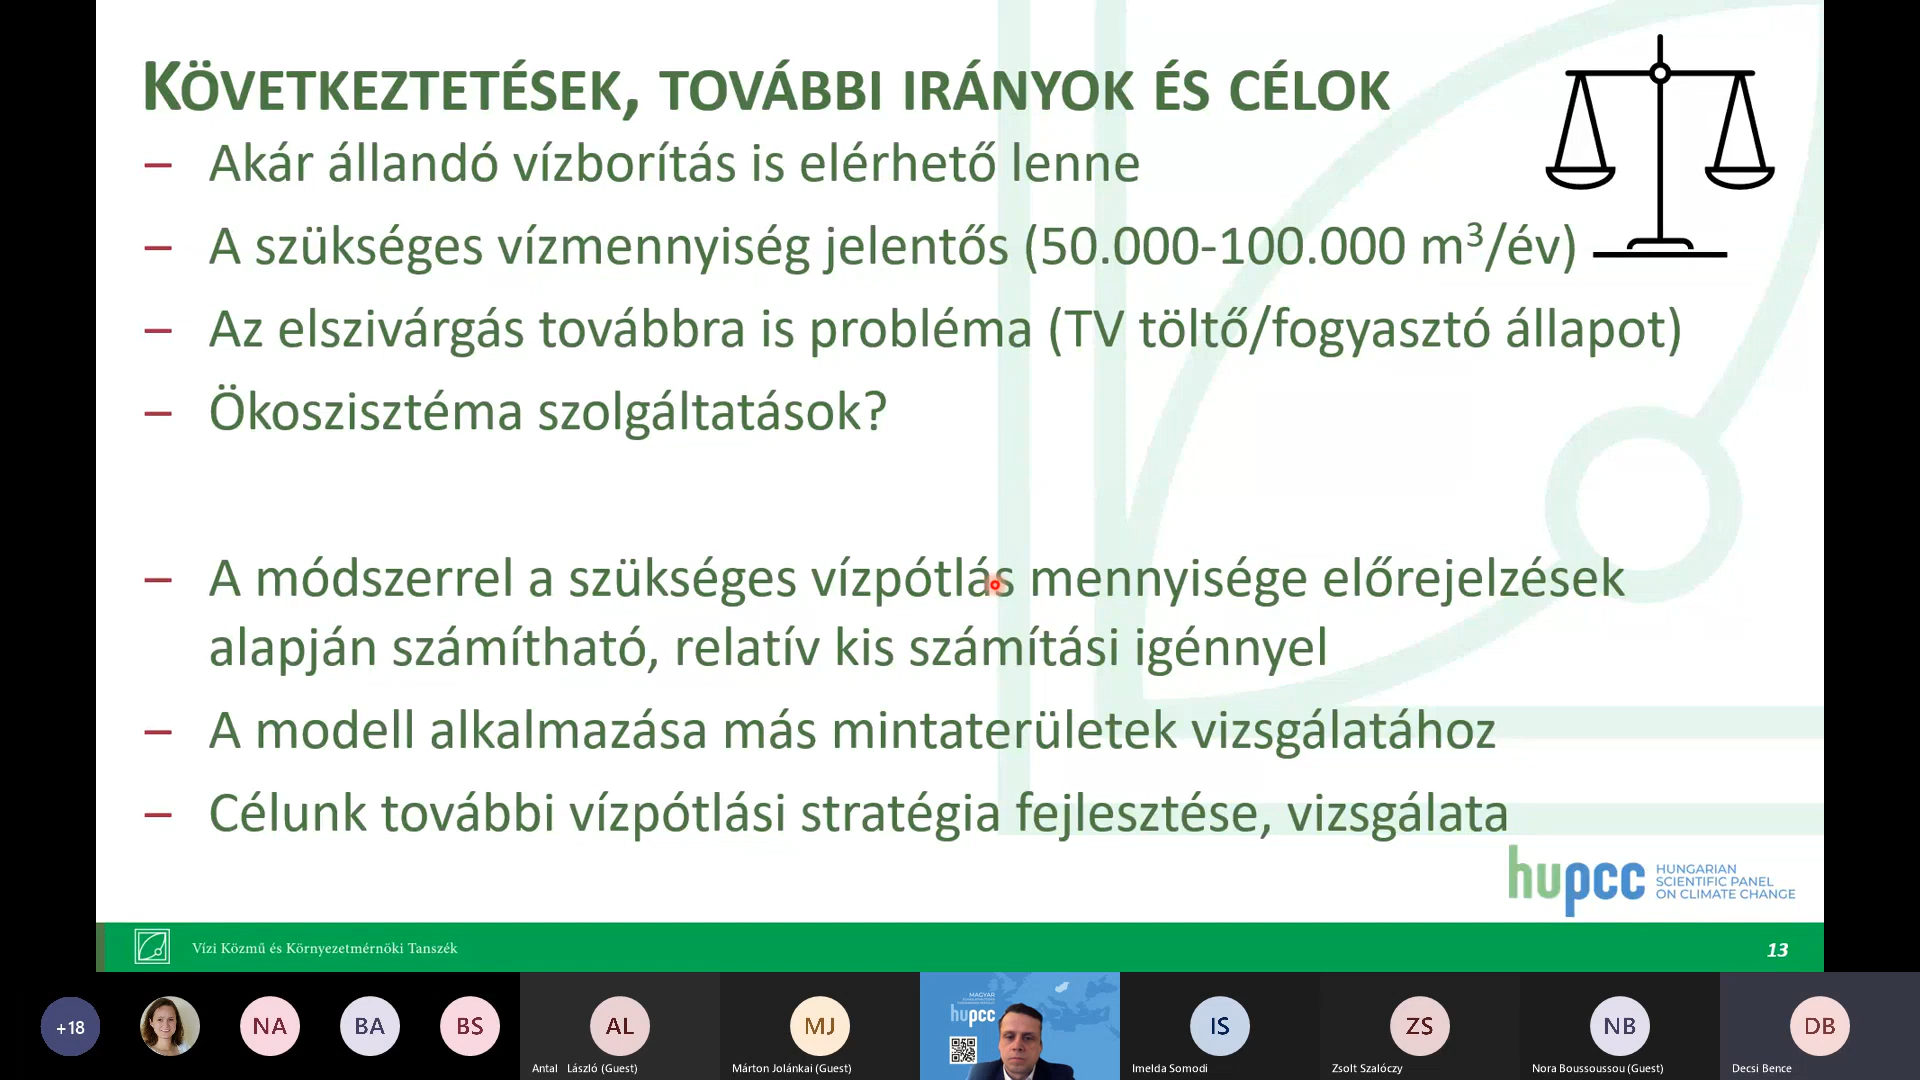 KÖVETKEZTETÉSEK, TOVÁBBI IRÁNYOK ÉS CÉLOK
– Akár állandó vízborítás is elérhető lenne
– A szükséges vízmennyiség jelentős (50.000-100.000 m³/év)
– Az elszivárgás továbbra is probléma (TV töltő/fogyasztó állapot)
– Ökoszisztéma szolgáltatások?
– A módszerrel a szükséges vízpótlás mennyisége előrejelzések
alapján számítható, relatív kis számítási igénnyel
– A modell alkalmazása más mintaterületek vizsgálatához
– Célunk további vízpótlási stratégia fejlesztése, vizsgálata
hupcc
HUNGARIAN
SCIENTIFIC PANEL
ON CLIMATE CHANGE
Vízi Közmű és Környezetmérnöki Tanszék
13
+18
NA
BA
BS
AL
Antal László (Guest)
MJ
Márton Jolánkai (Guest)
MAGYAR
hupcc
IS
Imelda Somodi
ZS
Zsolt Szalóczy
NB
Nora Boussoussou (Guest)
DB
Decsi Bence